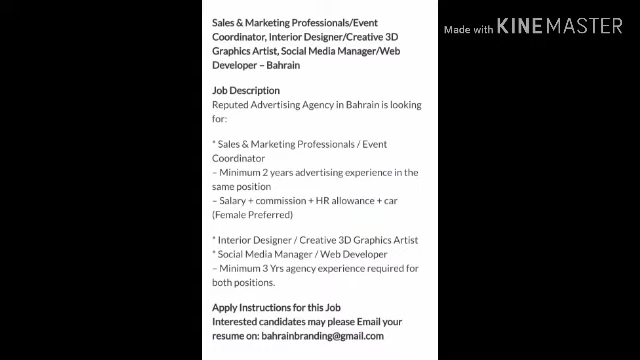 Sales & Marketing Professionals/Event
Coordinator, Interior Designer/Creative 3D
Graphics Artist, Social Media Manager/Web
Developer – Bahrain
Made with KINEMASTER
Job Description
Reputed Advertising Agency in Bahrain is looking
for:
* Sales & Marketing Professionals / Event
Coordinator
– Minimum 2 years advertising experience in the
same position
– Salary + commission + HR allowance + car
(Female Preferred)
* Interior Designer / Creative 3D Graphics Artist
* Social Media Manager / Web Developer
– Minimum 3 Yrs agency experience required for
both positions.
Apply Instructions for this Job
Interested candidates may please Email your
resume on: bahrainbranding@gmail.com